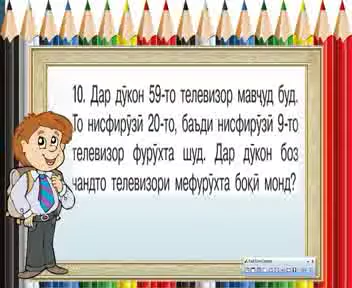 10. Дар дӯкон 59-то телевизор мавҷуд буд.
То нисфирӯзӣ 20-то, баъди нисфирӯзӣ 9-то
телевизор фурӯхта шуд. Дар дӯкон боз
чандто телевизори мефурӯхта боқӣ монд?